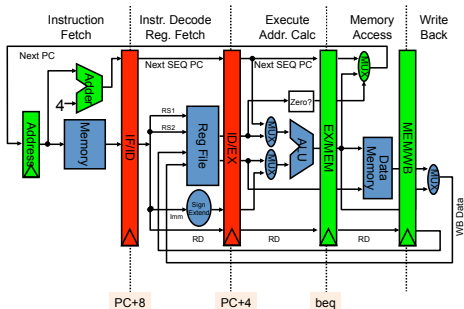 Instruction
Fetch
Instr. Decode
Reg. Fetch
Execute
Addr. Calc
Memory
Access
Write
Back
Next PC
Next SEQ PC
Next SEQ PC
MUX
Adder
4
Zero?
RS1
RS2
Address
Memory
IF/ID
Reg File
ID/EX
MUX
MUX
ALU
EX/MEM
Data
Memory
MEM/WB
MUX
WB Data
Sign
Extend
Imm
RD
RD
RD
PC+8
PC+4
beq